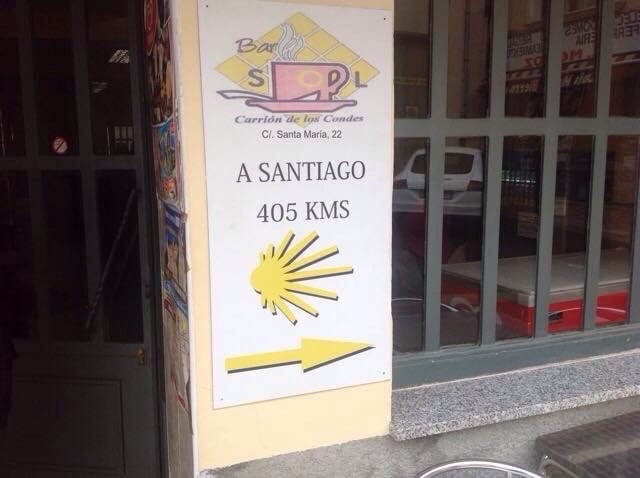 Bar
SOL
Carrión de los Condes
C/. Santa María, 22
A SANTIAGO
405 KMS